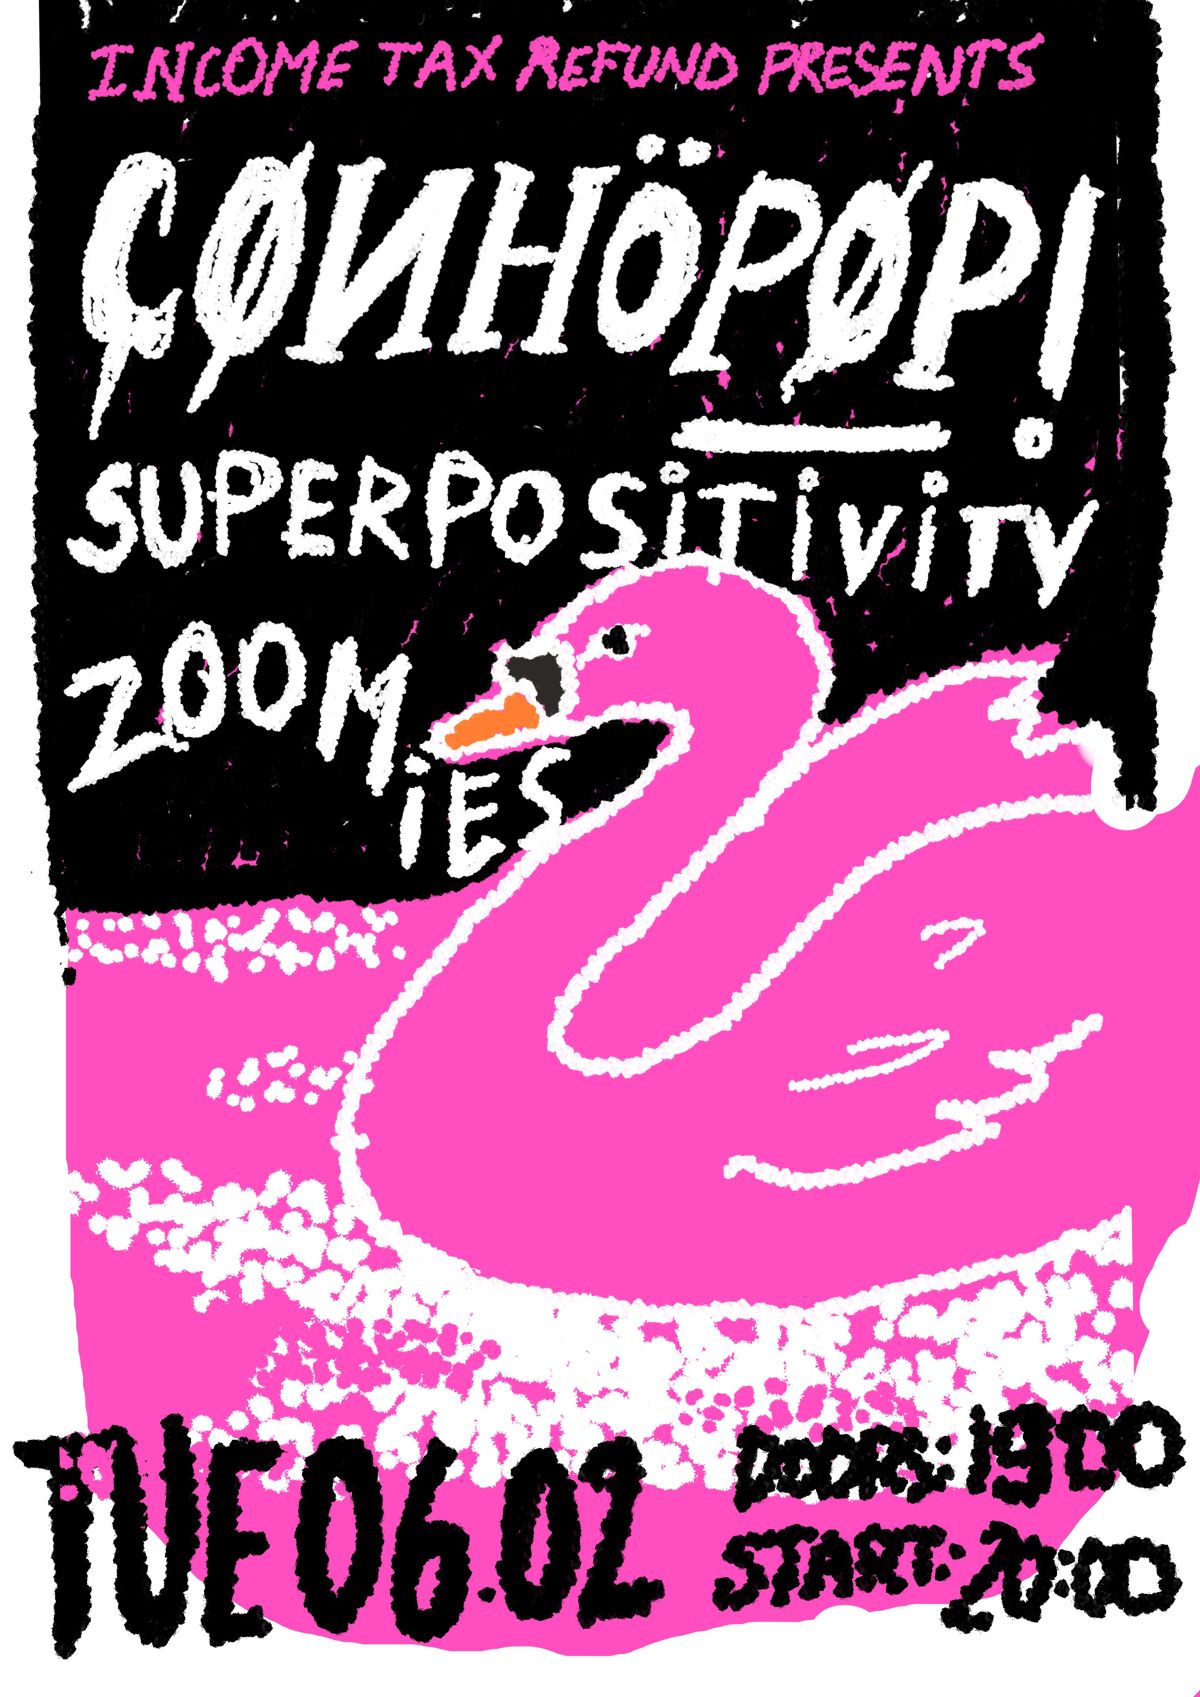 INCOME TAX REFUND PRESENTS
ÇØИHÖPØP!
SUPERPOSiTiViTY
ZOOM
iES
TUE 06.02
DOORS: 19:00
START: 20:00